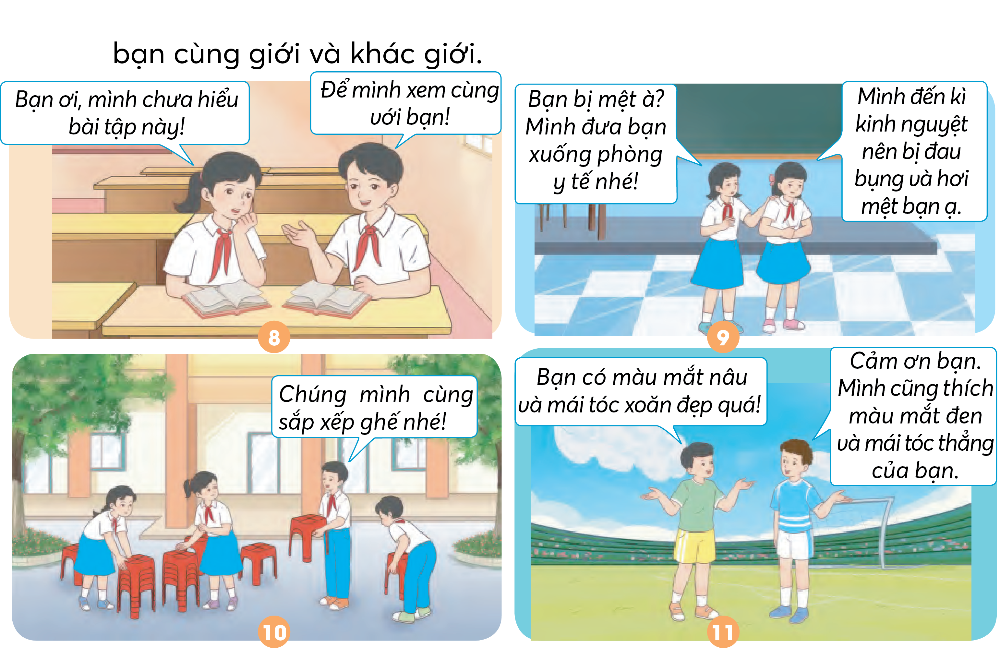 bạn cùng giới và khác giới.
Bạn ơi, mình chưa hiểu
bài tập này!
Để mình xem cùng
với bạn!
8
Bạn bị mệt à?
Mình đưa bạn
xuống phòng
y tế nhé!
Mình đến kì
kinh nguyệt
nên bị đau
bụng và hơi
mệt bạn ạ.
9
Chúng mình cùng
sắp xếp ghế nhé!
10
Bạn có màu mắt nâu
và mái tóc xoăn đẹp quá!
Cảm ơn bạn.
Mình cũng thích
màu mắt đen
và mái tóc thẳng
của bạn.
11